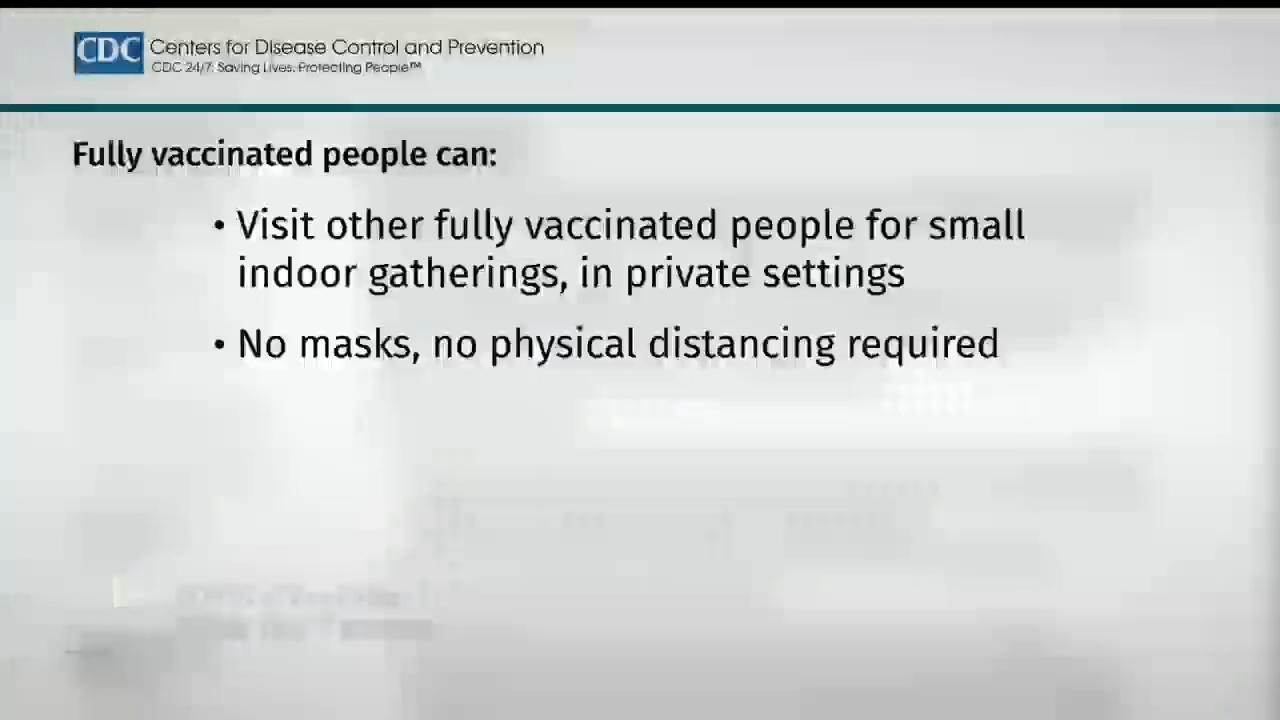 CDC Centers for Disease Control and Prevention
CDC 24/7: Saving Lives. Protecting People™
Fully vaccinated people can:
• Visit other fully vaccinated people for small
indoor gatherings, in private settings
• No masks, no physical distancing required